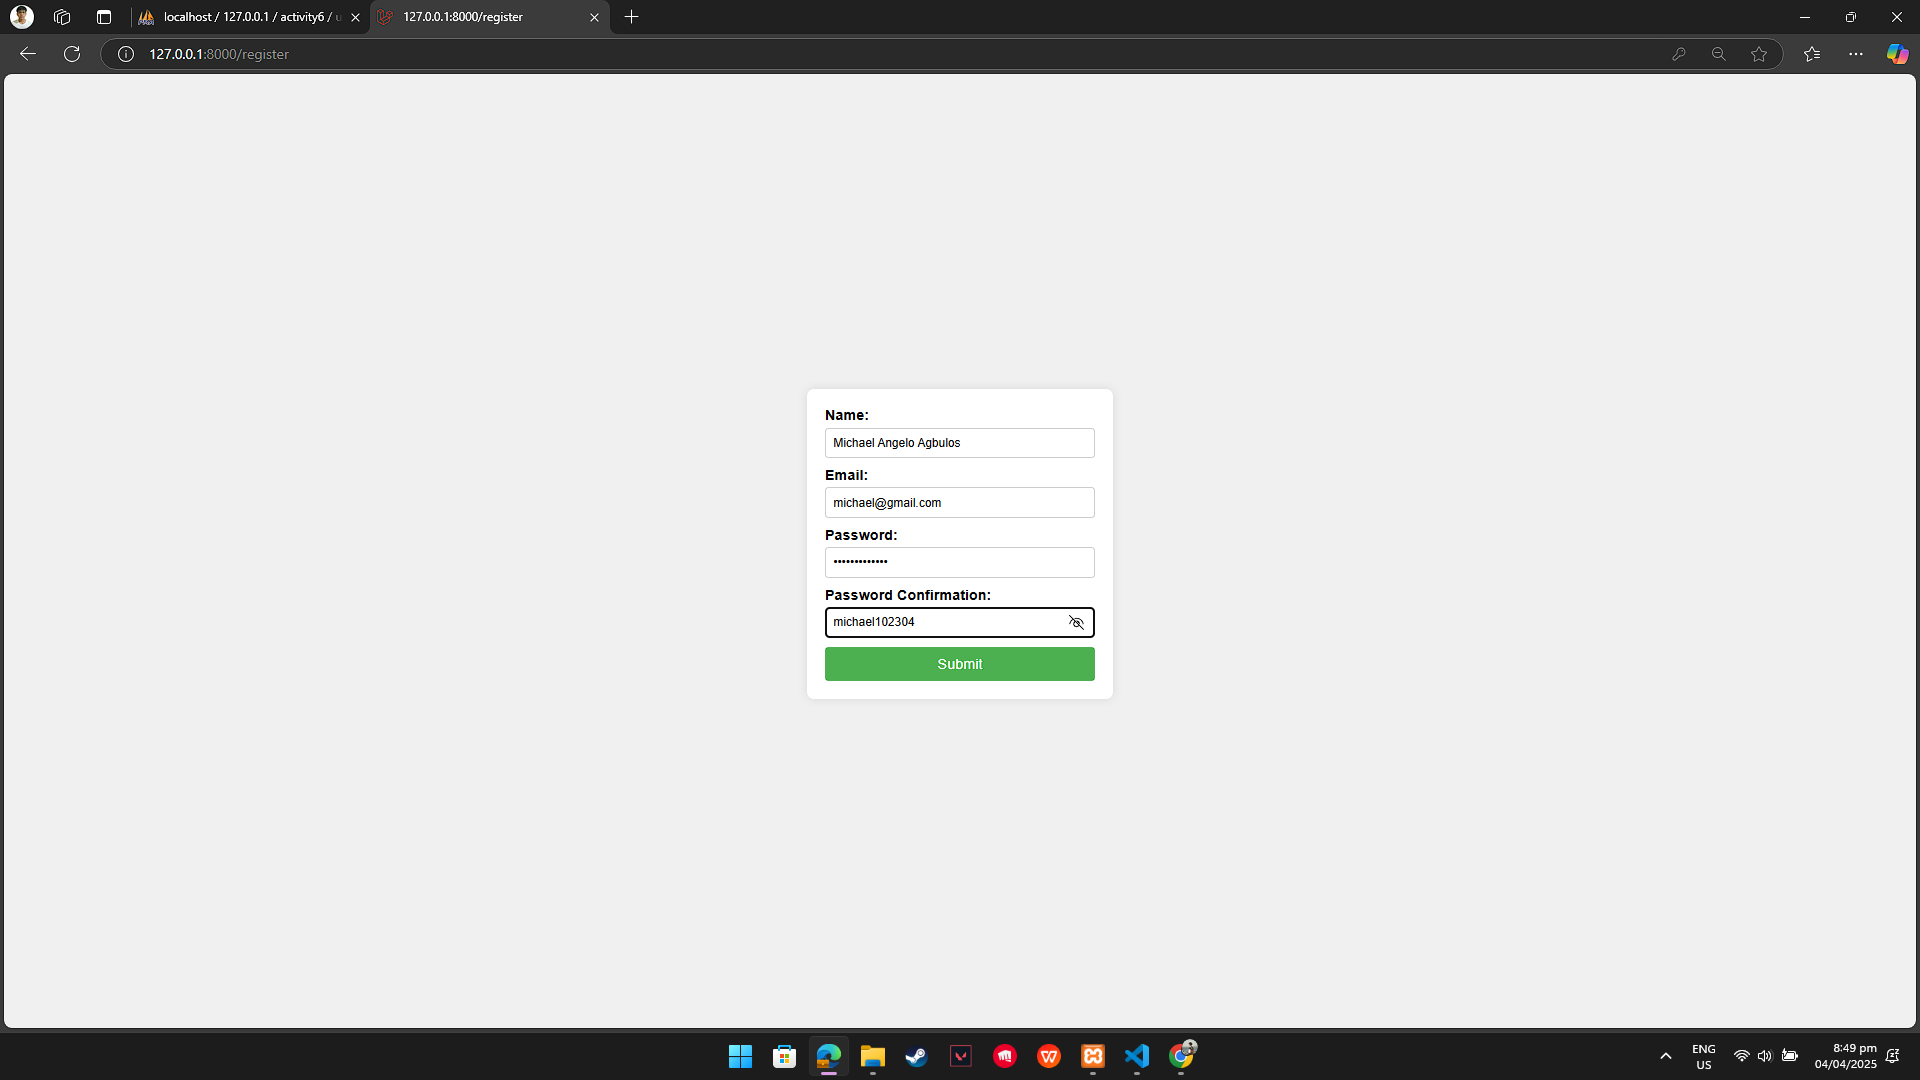 localhost / 127.0.0.1 / activity6 / u
127.0.0.1:8000/register
127.0.0.1:8000/register
Name:
Michael Angelo Agbulos
Email:
michael@gmail.com
Password:
•••••••••••••
Password Confirmation:
michael102304
Submit
ENG
US
8:49 pm
04/04/2025